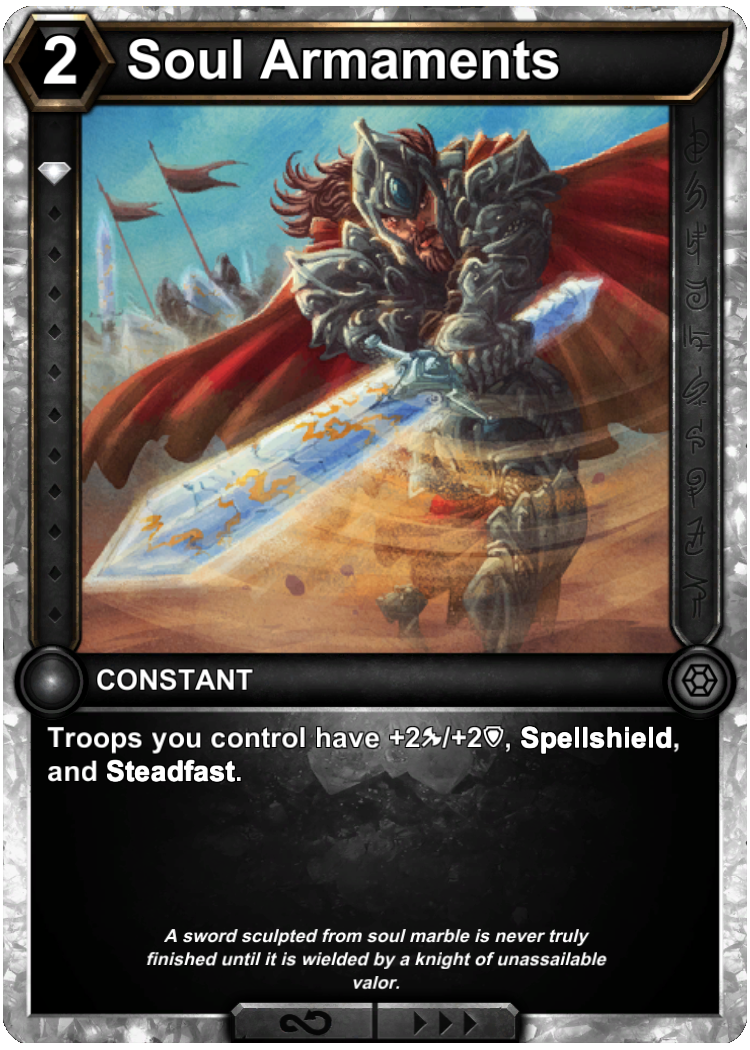 2 Soul Armaments
CONSTANT
Troops you control have +2/+2, Spellshield,
and Steadfast.
A sword sculpted from soul marble is never truly
finished until it is wielded by a knight of unassailable
valor.